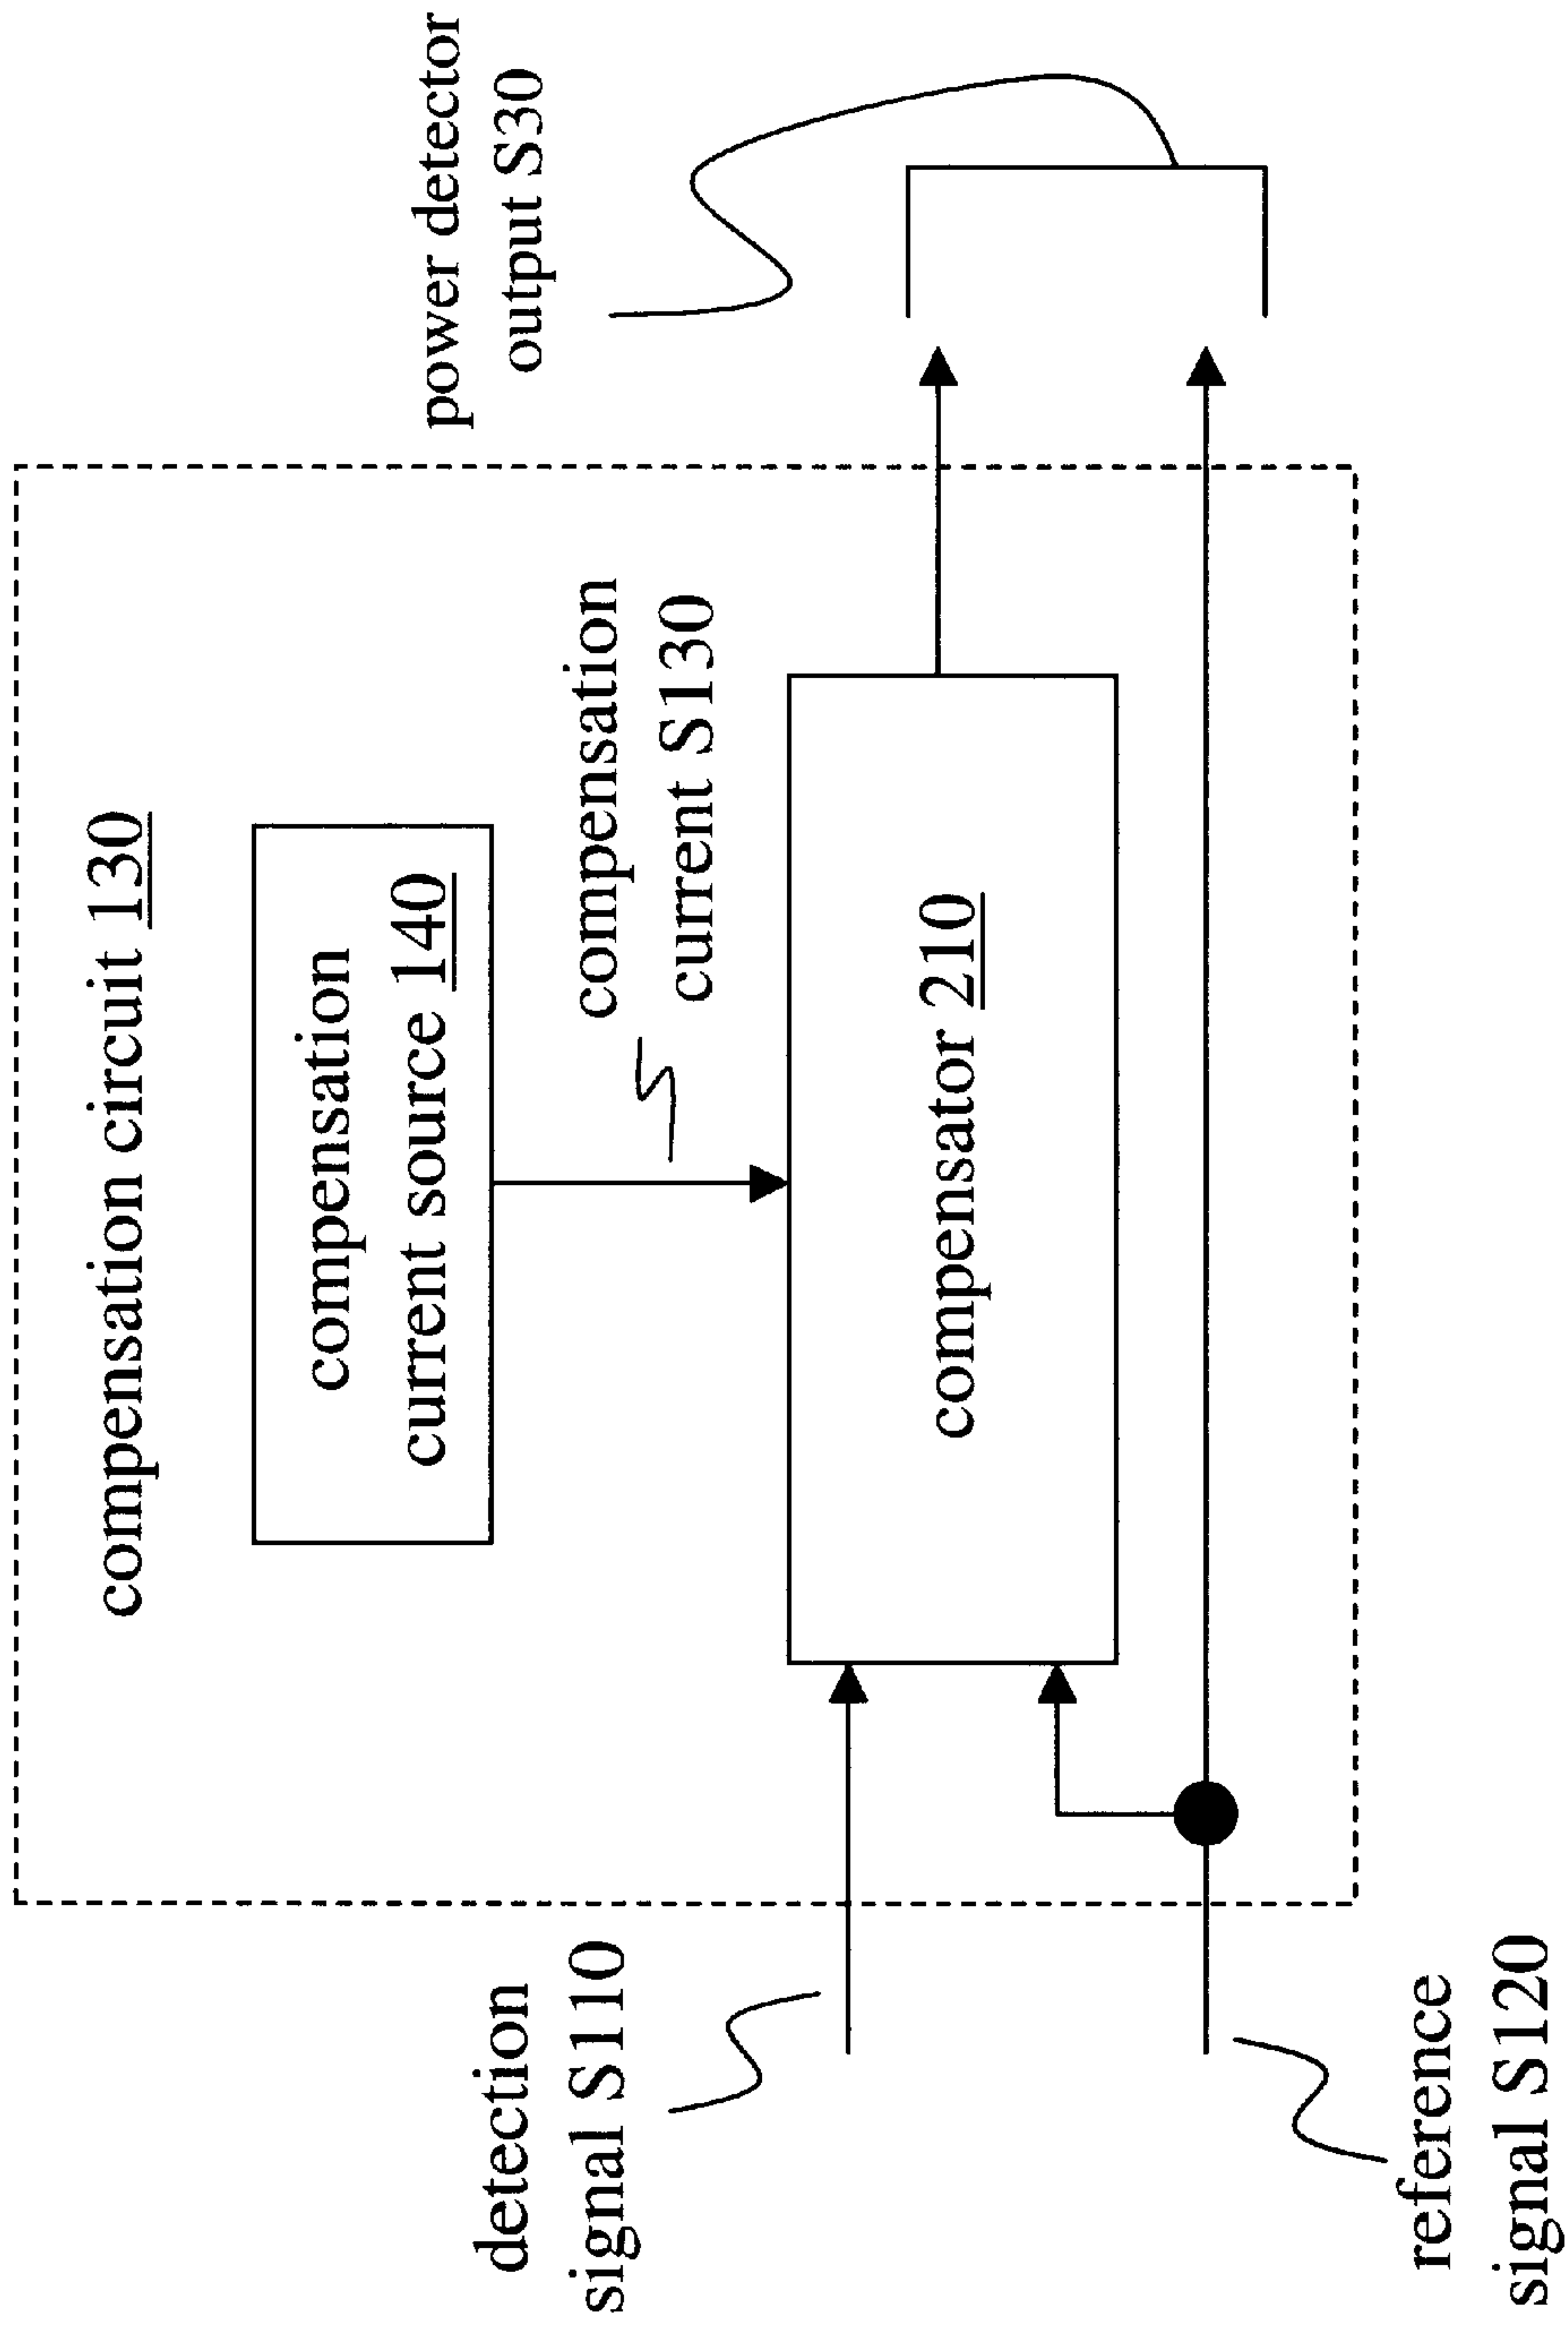 compensation circuit 130
compensation
current source 140
compensation
current S130
compensator 210
power detector
output S30
detection
signal S110
reference
signal S120